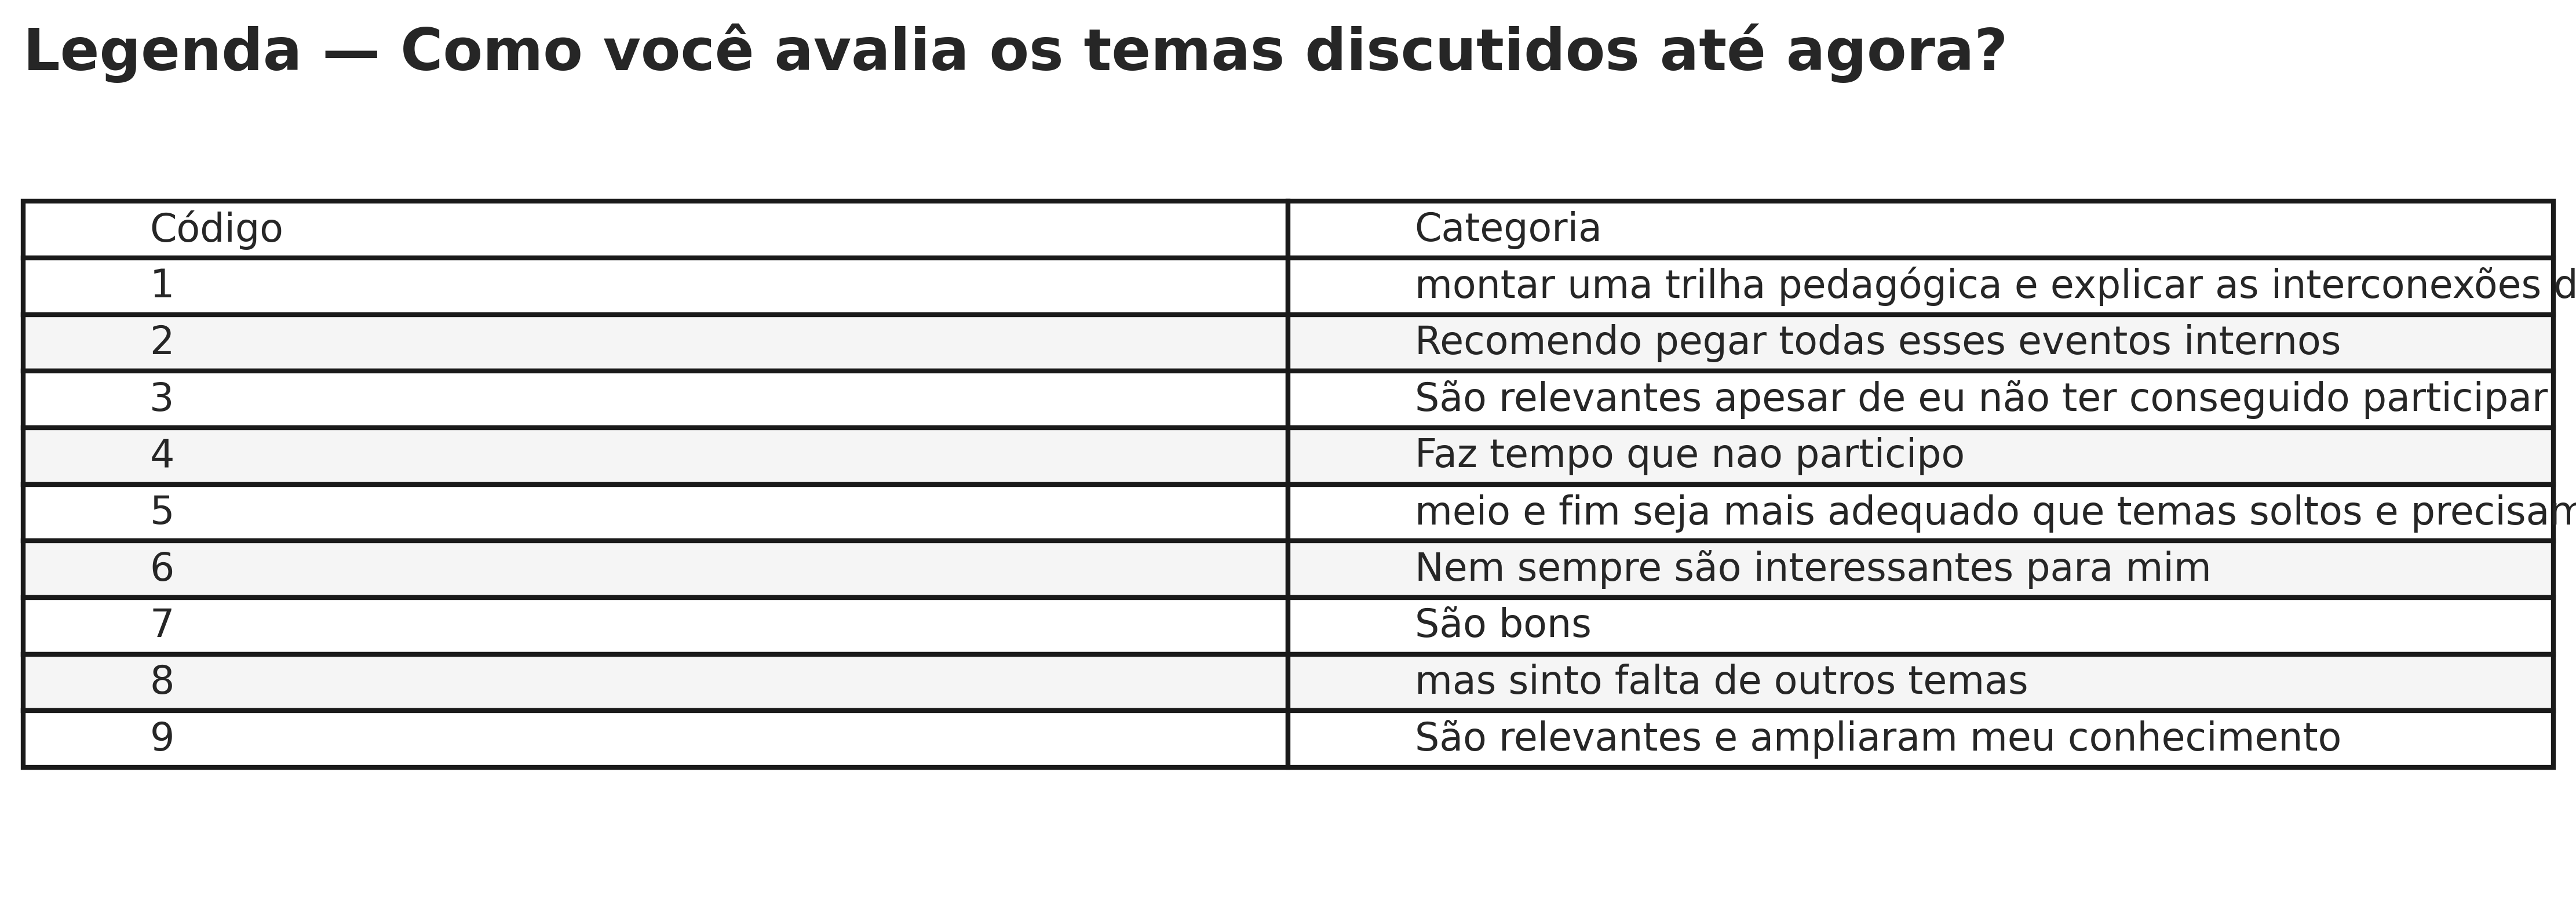 Legenda — Como você avalia os temas discutidos até agora?
Código Categoria
1 montar uma trilha pedagógica e explicar as interconexões
2 Recomendo pegar todas esses eventos internos
3 São relevantes apesar de eu não ter conseguido participar
4 Faz tempo que nao participo
5 meio e fim seja mais adequado que temas soltos e
6 Nem sempre são interessantes para mim
7 São bons
8 mas sinto falta de outros temas
9 São relevantes e ampliaram meu conhecimento